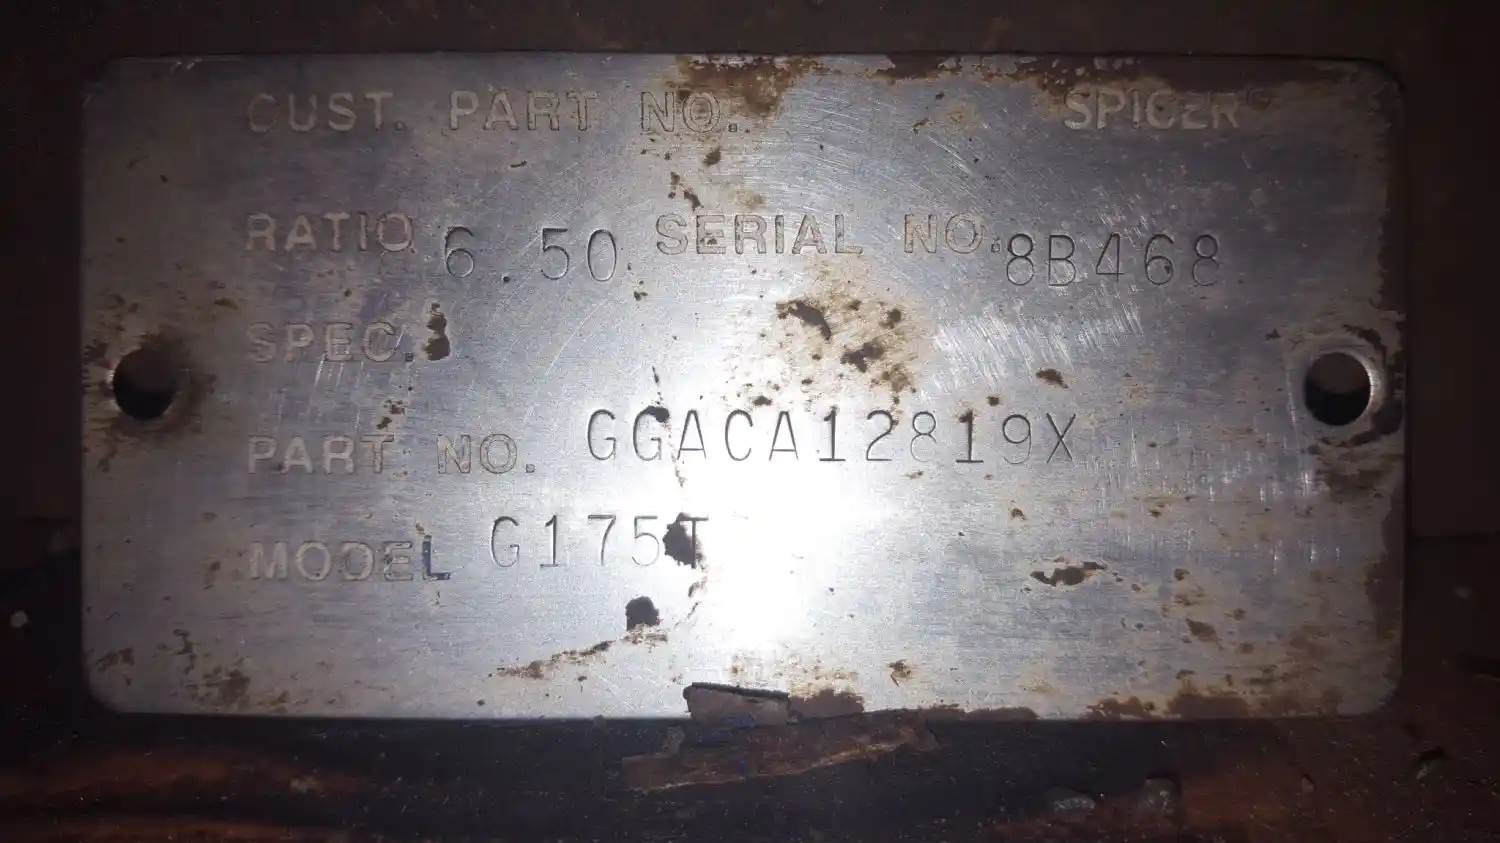 CUST. PART NO. SPICER®
RATIO 6.50 SERIAL NO. 8B468
SPEC.
PART NO. GGACA12819X
MODEL G175T